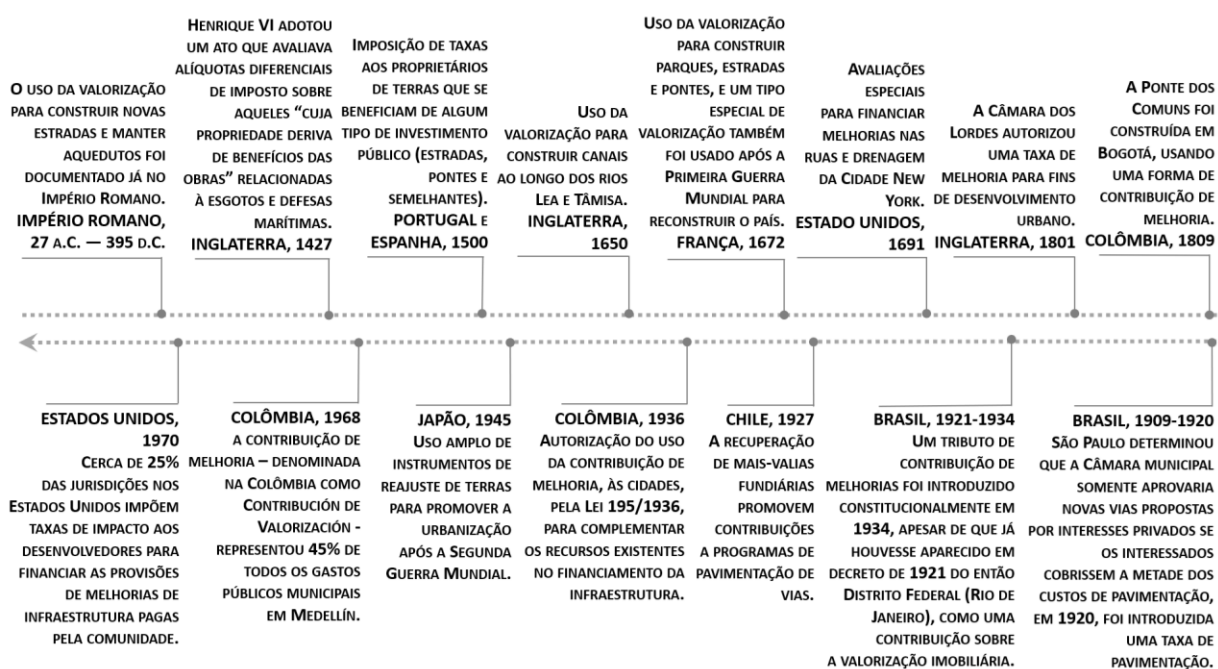 O USO DA VALORIZAÇÃO
PARA CONSTRUIR NOVAS
ESTRADAS E MANTER
AQUEDUTOS FOI
DOCUMENTADO JÁ NO
IMPÉRIO ROMANO.
IMPÉRIO ROMANO,
27 A.C. — 395 D.C.
HENRIQUE VI ADOTOU
UM ATO QUE AVALIAVA
ALÍQUOTAS DIFERENCIAIS
DE IMPOSTO SOBRE
AQUELES “CUJA
PROPRIEDADE DERIVA
DE BENEFÍCIOS DAS
OBRAS” RELACIONADAS
À ESGOTOS E DEFESAS
MARÍTIMAS.
INGLATERRA, 1427
IMPOSIÇÃO DE TAXAS
AOS PROPRIETÁRIOS
DE TERRAS QUE SE
BENEFICIAM DE ALGUM
TIPO DE INVESTIMENTO
PÚBLICO (ESTRADAS,
PONTES E
SEMELHANTES).
PORTUGAL E
ESPANHA, 1500
USO DA
VALORIZAÇÃO PARA
CONSTRUIR CANAIS
AO LONGO DOS RIOS
LEA E TÂMISA.
INGLATERRA,
1650
USO DA VALORIZAÇÃO
PARA CONSTRUIR
PARQUES, ESTRADAS
E PONTES, E UM TIPO
ESPECIAL DE
VALORIZAÇÃO TAMBÉM
FOI USADO APÓS A
PRIMEIRA GUERRA
MUNDIAL PARA
RECONSTRUIR O PAÍS.
FRANÇA, 1672
AVALIAÇÕES
ESPECIAIS
PARA FINANCIAR
MELHORIAS NAS
RUAS E DRENAGEM
DA CIDADE NEW
YORK.
ESTADO UNIDOS,
1691
A CÂMARA DOS
LORDES AUTORIZOU
UMA TAXA DE
MELHORIA PARA FINS
DE DESENVOLVIMENTO
URBANO.
INGLATERRA, 1801
A PONTE DOS
COMUNS FOI
CONSTRUÍDA EM
BOGOTÁ, USANDO
UMA FORMA DE
CONTRIBUIÇÃO DE
MELHORIA.
COLÔMBIA, 1809
ESTADOS UNIDOS,
1970
CERCA DE 25%
DAS JURISDIÇÕES NOS
ESTADOS UNIDOS IMPÕEM
TAXAS DE IMPACTO AOS
DESENVOLVEDORES PARA
FINANCIAR AS PROVISÕES
DE MELHORIAS DE
INFRAESTRUTURA PAGAS
PELA COMUNIDADE.
COLÔMBIA, 1968
A CONTRIBUIÇÃO DE
MELHORIA – DENOMINADA
NA COLÔMBIA COMO
CONTRIBUCIÓN DE
VALORIZACIÓN -
REPRESENTOU 45% DE
TODOS OS GASTOS
PÚBLICOS MUNICIPAIS
EM MEDELLÍN.
JAPÃO, 1945
USO AMPLO DE
INSTRUMENTOS DE
REAJUSTE DE TERRAS
PARA PROMOVER A
URBANIZAÇÃO
APÓS A SEGUNDA
GUERRA MUNDIAL.
COLÔMBIA, 1936
AUTORIZAÇÃO DO USO
DA CONTRIBUIÇÃO DE
MELHORIA, ÀS CIDADES,
PELA LEI 195/1936,
PARA COMPLEMENTAR
OS RECURSOS EXISTENTES
NO FINANCIAMENTO DA
INFRAESTRUTURA.
CHILE, 1927
A RECUPERAÇÃO
DE MAIS-VALIAS
FUNDIÁRIAS
PROMOVEM
CONTRIBUIÇÕES
A PROGRAMAS DE
PAVIMENTAÇÃO DE
VIAS.
BRASIL, 1921-1934
UM TRIBUTO DE
CONTRIBUIÇÃO DE
MELHORIAS FOI INTRODUZIDO
CONSTITUCIONALMENTE EM
1934, APESAR DE QUE JÁ
HOUVESSE APARECIDO EM
DECRETO DE 1921 DO ENTÃO
DISTRITO FEDERAL (RIO DE
JANEIRO), COMO UMA
CONTRIBUIÇÃO SOBRE
A VALORIZAÇÃO IMOBILIÁRIA.
BRASIL, 1909-1920
SÃO PAULO DETERMINOU
QUE A CÂMARA MUNICIPAL
SOMENTE APROVARIA
NOVAS VIAS PROPOSTAS
POR INTERESSES PRIVADOS SE
OS INTERESSADOS
COBRISSEM A METADE DOS
CUSTOS DE PAVIMENTAÇÃO,
EM 1920, FOI INTRODUZIDA
UMA TAXA DE
PAVIMENTAÇÃO.